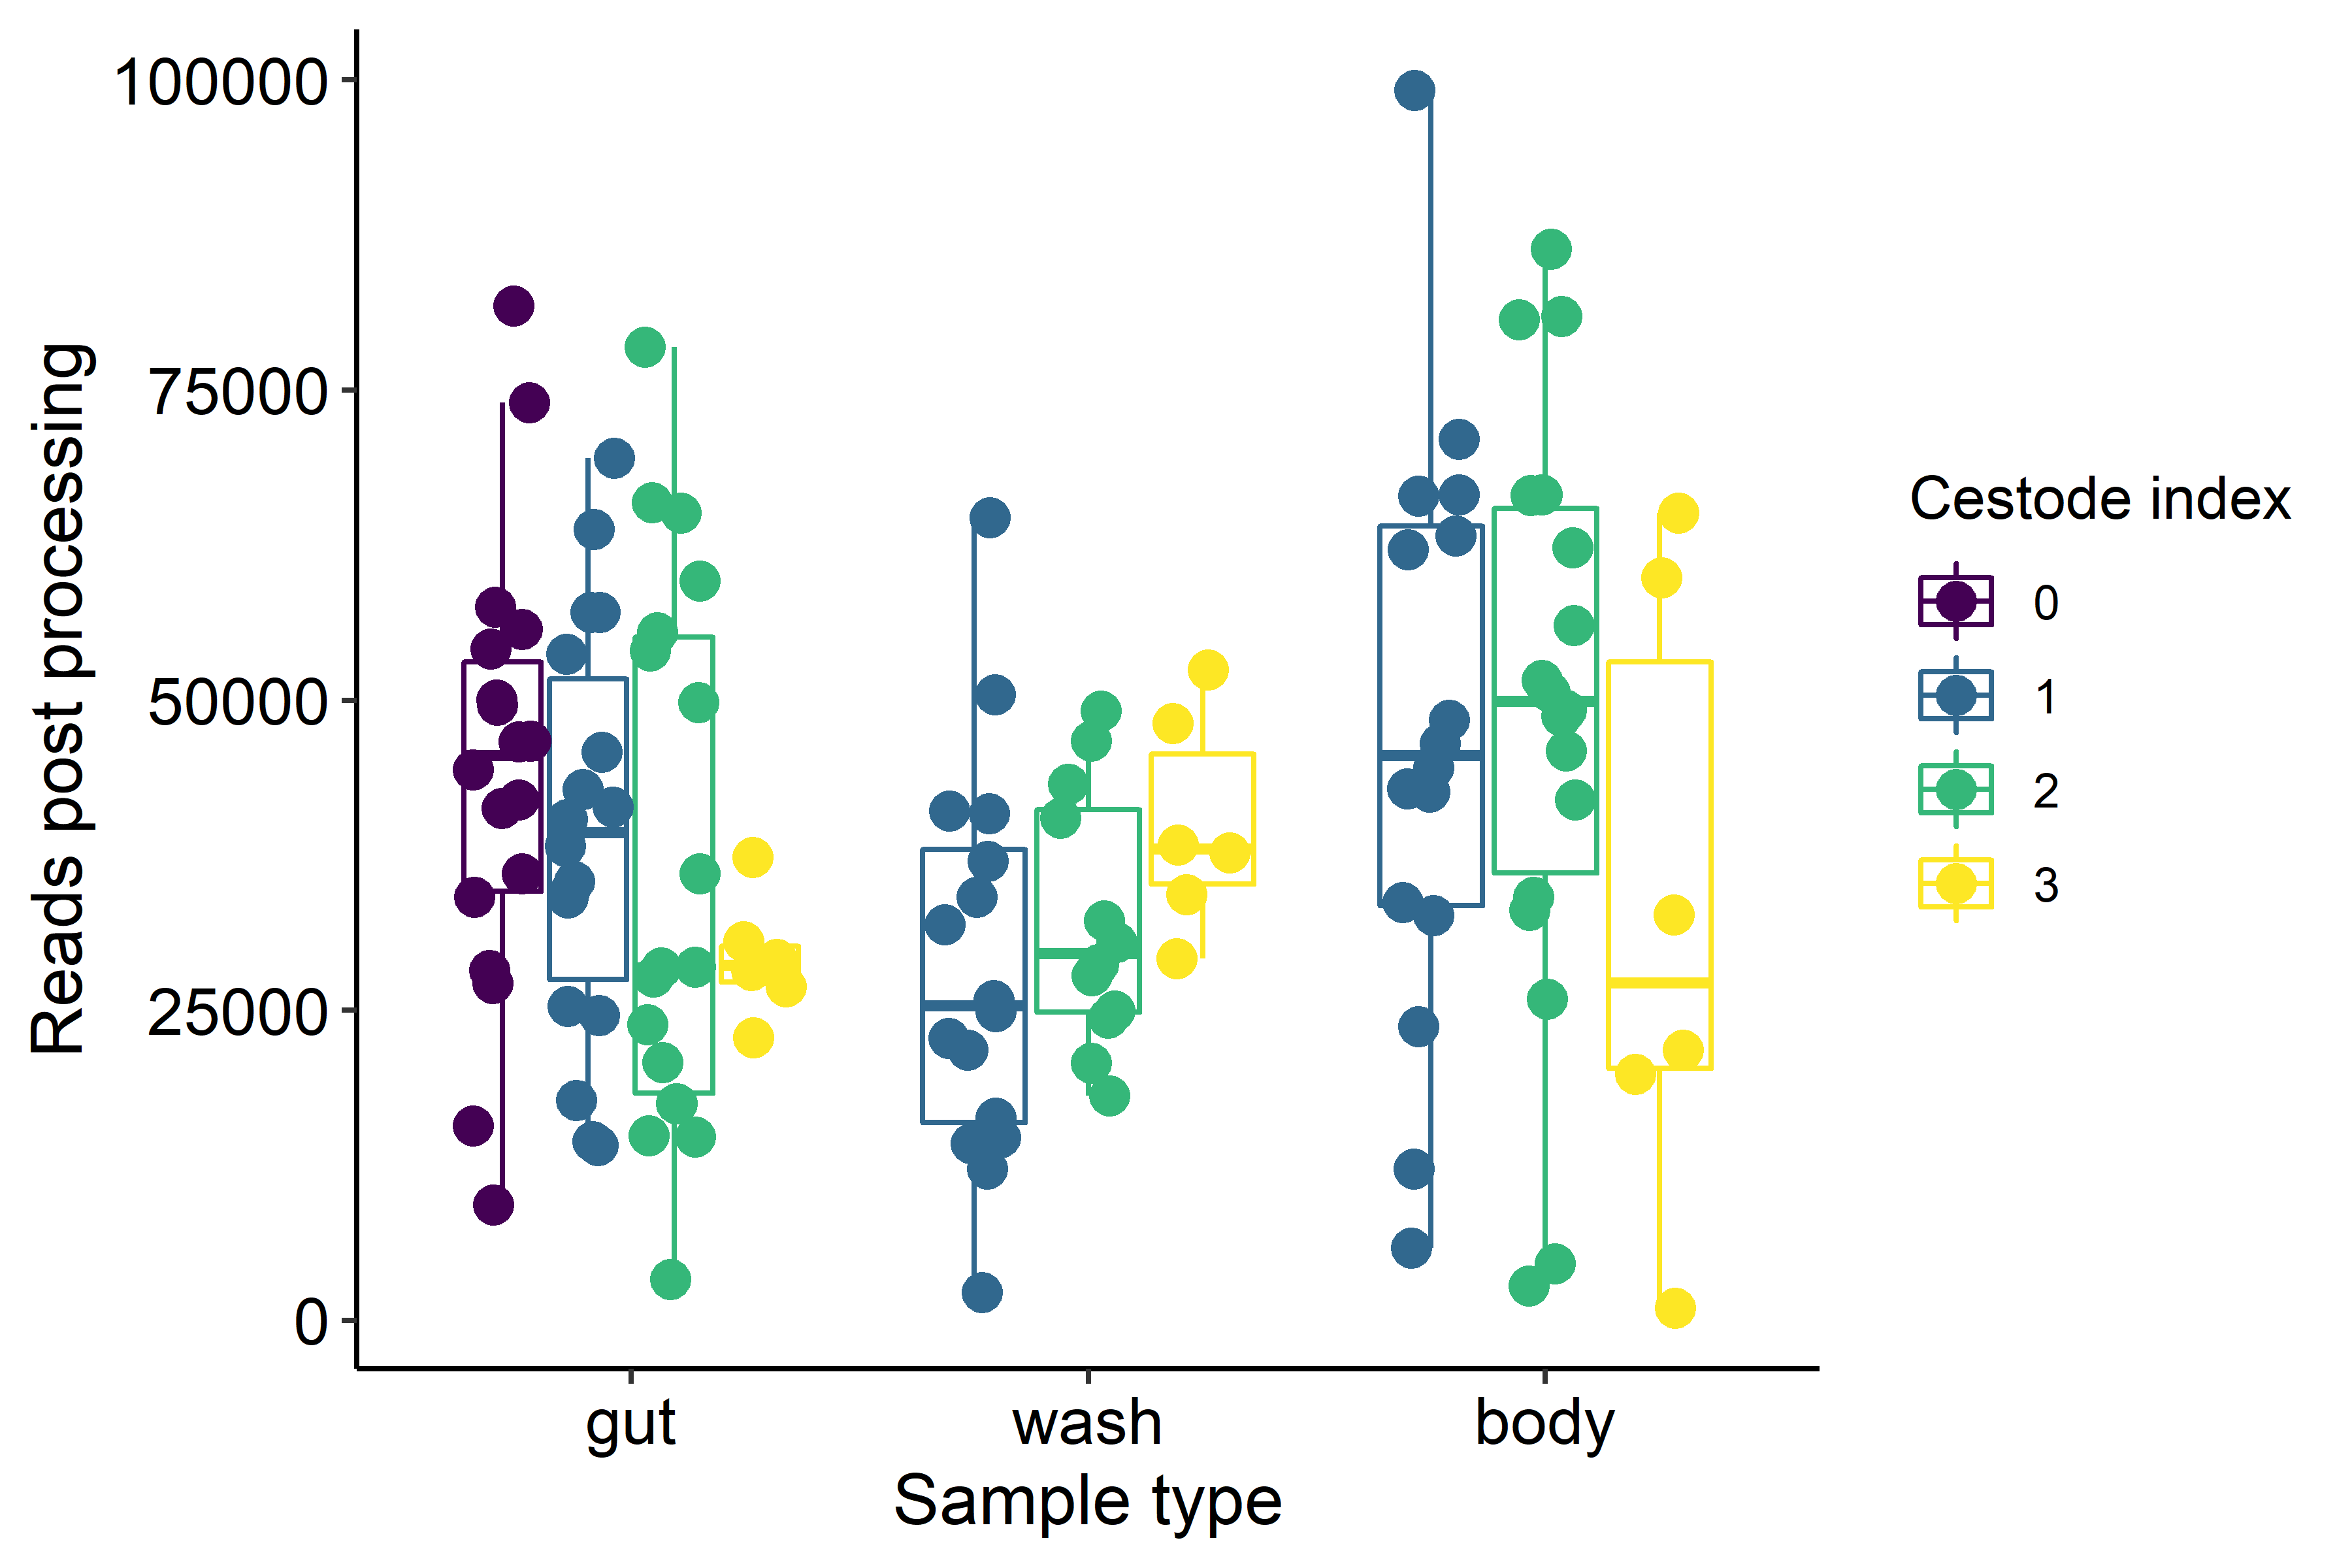 Reads post processing
100000
75000
50000
25000
0
gut wash body
Sample type
Cestode index
0
1
2
3